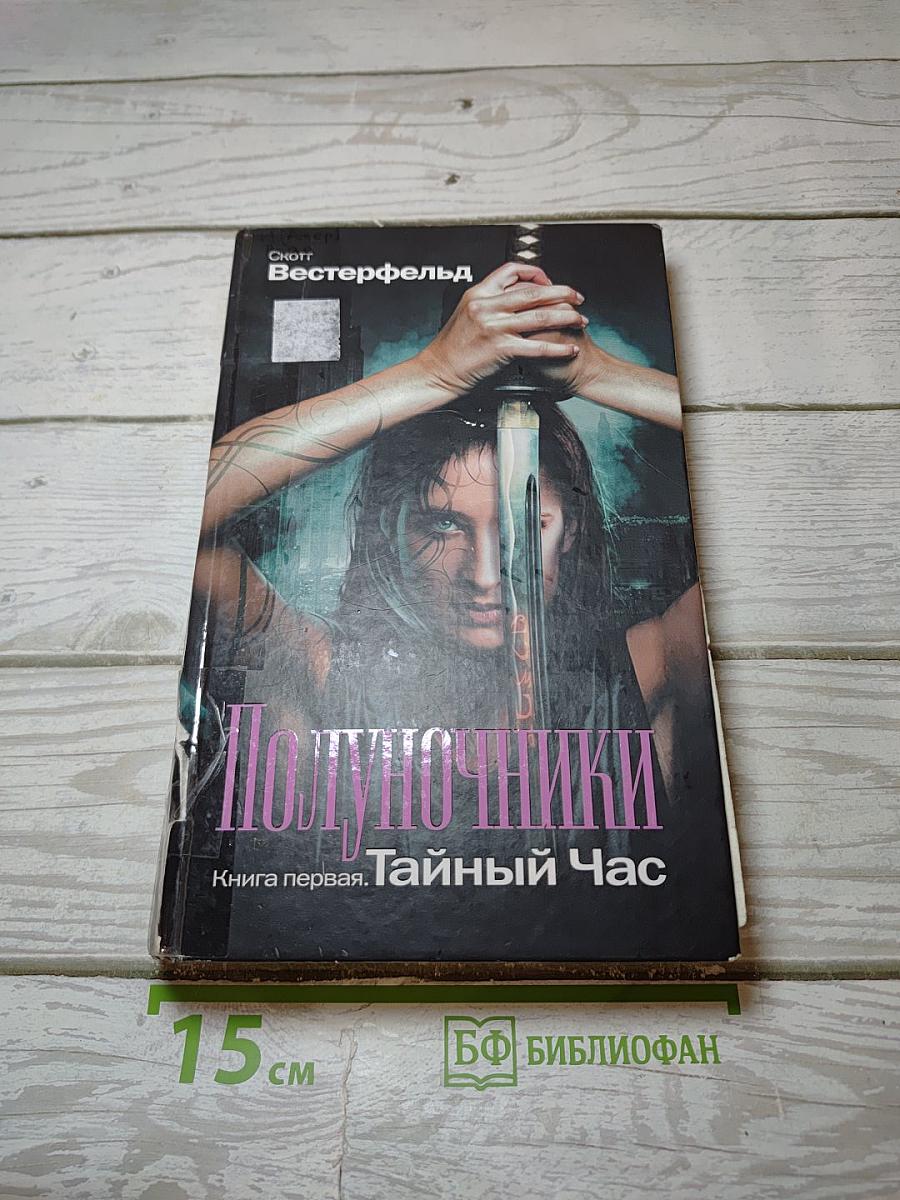 Скотт
Вестерфельд
Полуночники
Книга первая. Тайный Час
15 см
БФ БИБЛИОФАН